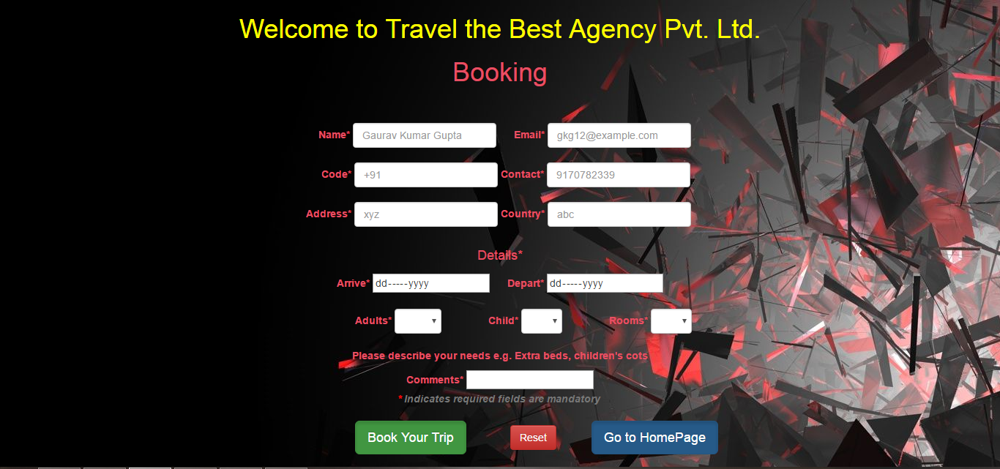 Welcome to Travel the Best Agency Pvt. Ltd.
Booking
Name* Gaurav Kumar Gupta Email* gkg12@example.com
Code* +91 Contact* 9170782339
Address* xyz Country* abc
Details*
Arrive* dd-----yyyy Depart* dd-----yyyy
Adults* Child* Rooms*
Please describe your needs e.g. Extra beds, children's cots
Comments*
*Indicates required fields are mandatory
Book Your Trip Reset Go to HomePage